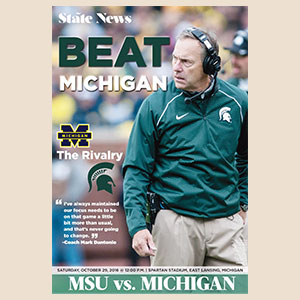 State News
BEAT
MICHIGAN
MICHIGAN
The Rivalry
“I've always maintained
our focus needs to be
on that game a little
bit more than usual,
and that's never going
to change.”
-Coach Mark Dantonio
SATURDAY, OCTOBER 29, 2016 @ 12:00 P.M. | SPARTAN STADIUM, EAST LANSING, MICHIGAN
MSU vs. MICHIGAN